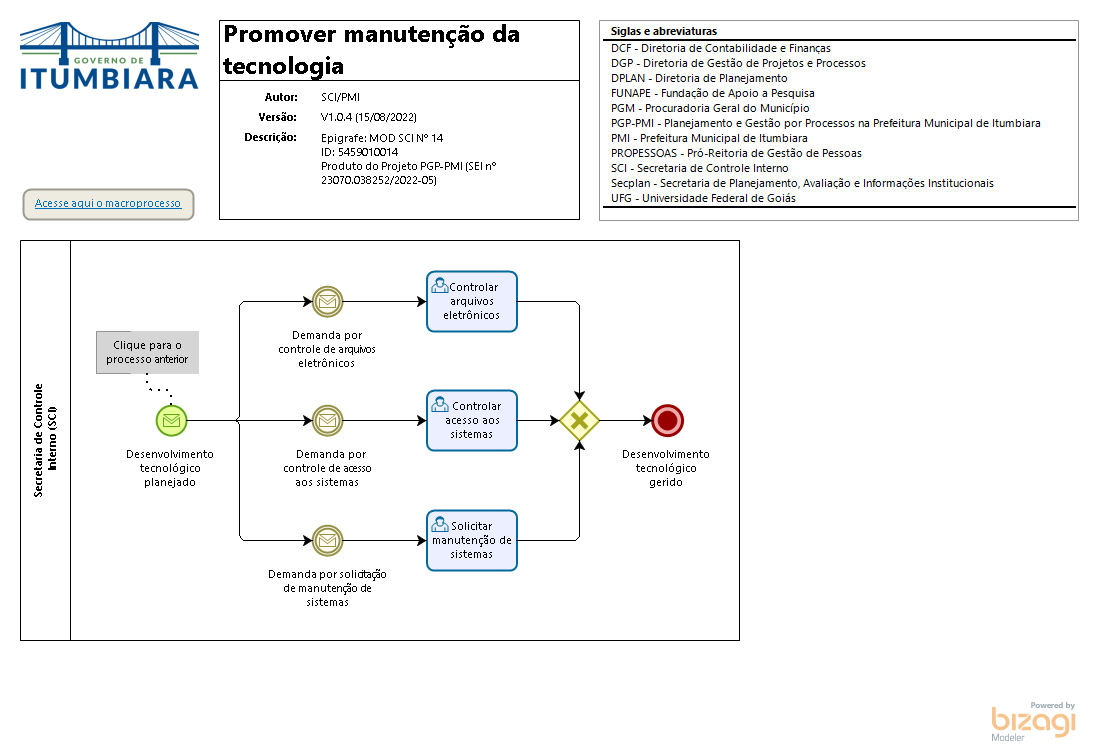 GOVERNO DE
ITUMBIARA
Acesse aqui o macroprocesso
Promover manutenção da
tecnologia
Autor: SCI/PMI
Versão: V1.0.4 (15/08/2022)
Descrição: Epigrafe: MOD SCI Nº 14
ID: 5459010014
Produto do Projeto PGP-PMI (SEI nº
23070.038252/2022-05)
Siglas e abreviaturas
DCF - Diretoria de Contabilidade e Finanças
DGP - Diretoria de Gestão de Projetos e Processos
DPLAN - Diretoria de Planejamento
FUNAPE - Fundação de Apoio a Pesquisa
PGM - Procuradoria Geral do Município
PGP-PMI - Planejamento e Gestão por Processos na Prefeitura Municipal de Itumbiara
PMI - Prefeitura Municipal de Itumbiara
PROPESSOAS - Pró-Reitoria de Gestão de Pessoas
SCI - Secretaria de Controle Interno
Secplan - Secretaria de Planejamento, Avaliação e Informações Institucionais
UFG - Universidade Federal de Goiás
Secretaria de Controle
Interno (SCI)
Clique para o
processo anterior
Desenvolvimento
tecnológico
planejado
Demanda por
controle de arquivos
eletrônicos
Controlar
arquivos
eletrônicos
Demanda por
controle de acesso
aos sistemas
Controlar
acesso aos
sistemas
Demanda por solicitação
de manutenção de
sistemas
Solicitar
manutenção de
sistemas
Desenvolvimento
tecnológico
gerido
Powered by
bizagi
Modeler